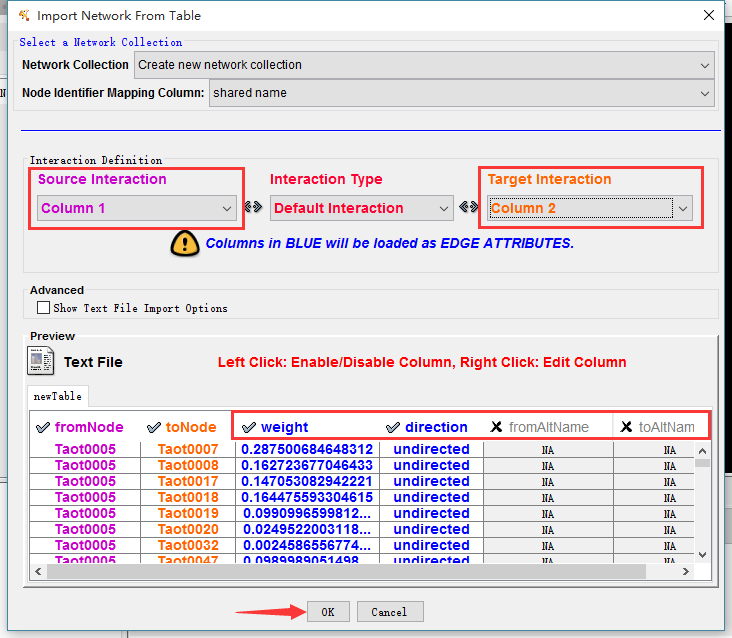 Import Network From Table
Select a Network Collection
Network Collection Create new network collection
Node Identifier Mapping Column: shared name
Interaction Definition
Source Interaction Interaction Type Target Interaction
Column 1 Default Interaction Column 2
Columns in BLUE will be loaded as EDGE ATTRIBUTES.
Advanced
Show Text File Import Options
Preview
Text File Left Click: Enable/Disable Column, Right Click: Edit Column
newTable
fromNode toNode weight direction fromAltName toAltNam
Taot0005 Taot0007 0.287500684648312 undirected NA NA
Taot0005 Taot0008 0.162723677046433 undirected NA NA
Taot0005 Taot0017 0.147053082942221 undirected NA NA
Taot0005 Taot0018 0.164475593304615 undirected NA NA
Taot0005 Taot0019 0.0990996599812... undirected NA NA
Taot0005 Taot0020 0.0249522003118... undirected NA NA
Taot0005 Taot0032 0.0024586556774... undirected NA NA
Taot0005 Taot0047 0.0989989051498... undirected NA NA
OK Cancel